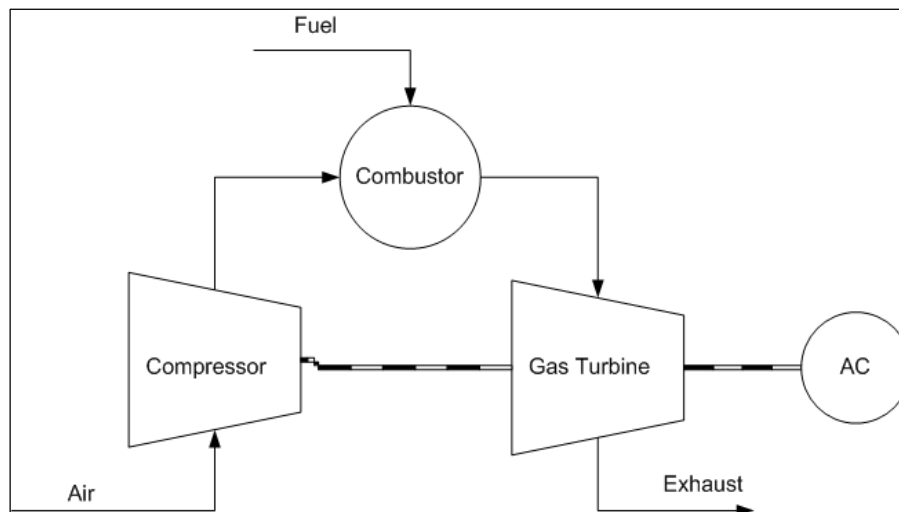 Fuel
Combustor
Compressor
Gas Turbine
AC
Air
Exhaust